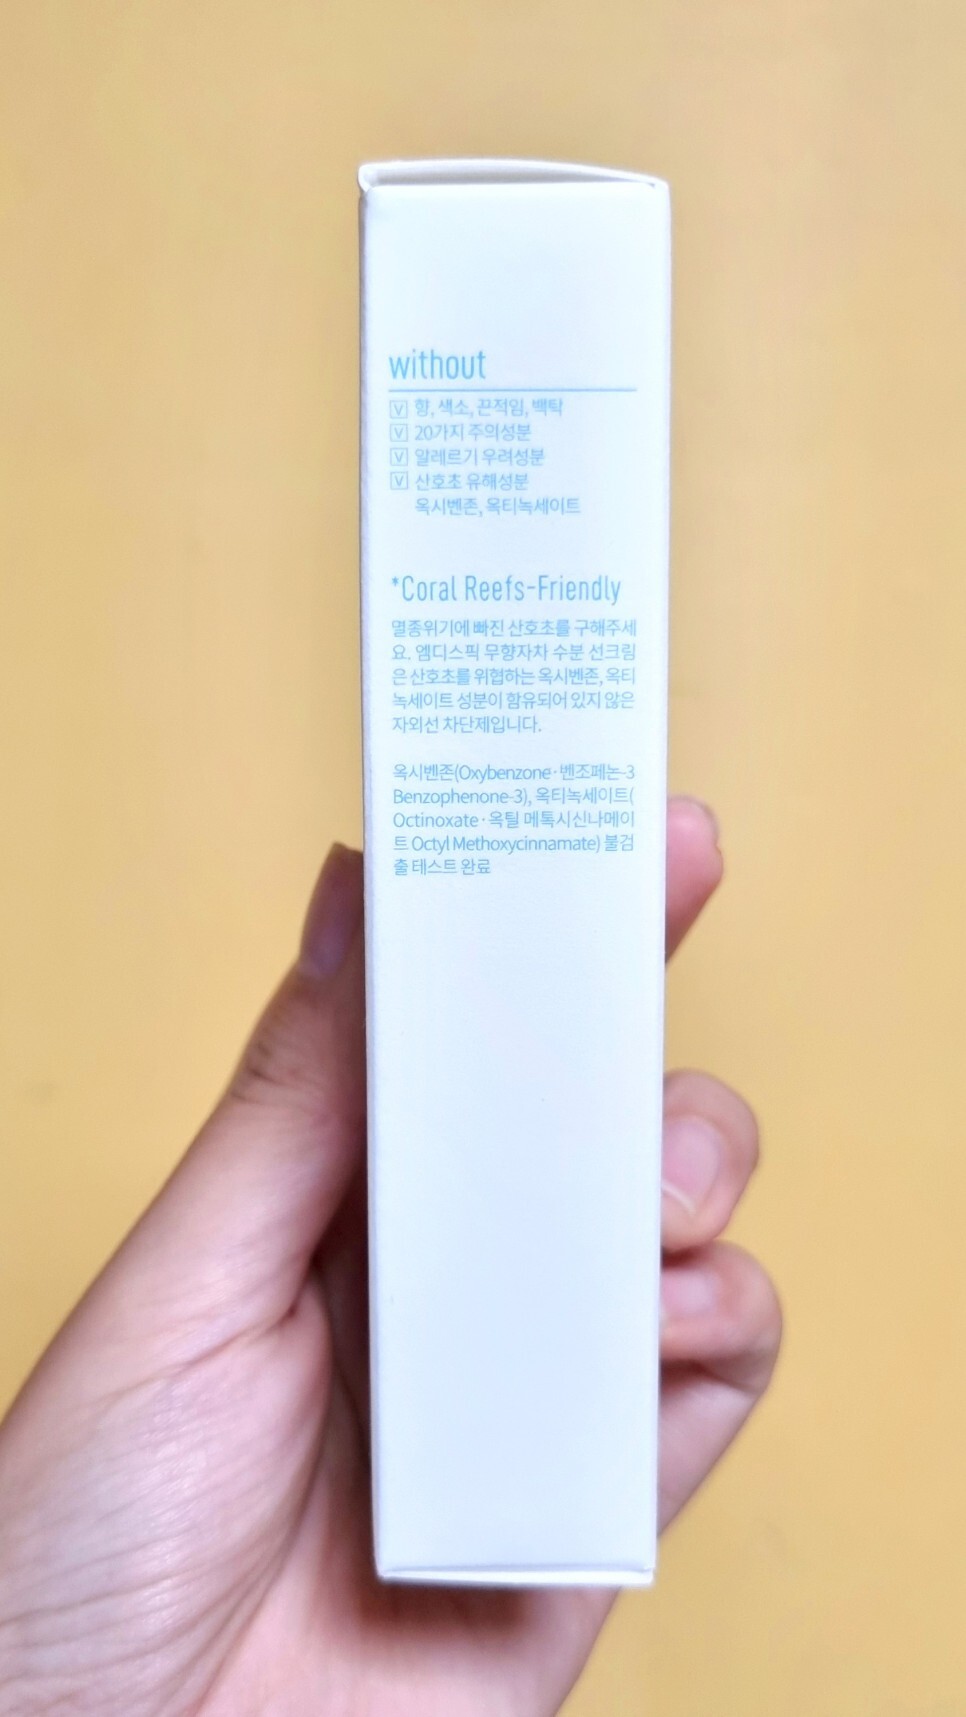 without
V 향, 색소, 끈적임, 백탁
V 20가지 주의성분
V 알레르기 우려성분
V 산호초 유해성분
옥시벤존, 옥티녹세이트
*Coral Reefs-Friendly
멸종위기에 빠진 산호초를 구해주세
요. 엠디스픽 무향자차 수분 선크림
은 산호초를 위협하는 옥시벤존, 옥티
녹세이트 성분이 함유되어 있지 않은
자외선 차단제입니다.
옥시벤존(Oxybenzone·벤조페논-3
Benzophenone-3), 옥티녹세이트(
Octinoxate·옥틸 메톡시신나메이
트 Octyl Methoxycinnamate) 불검
출 테스트 완료